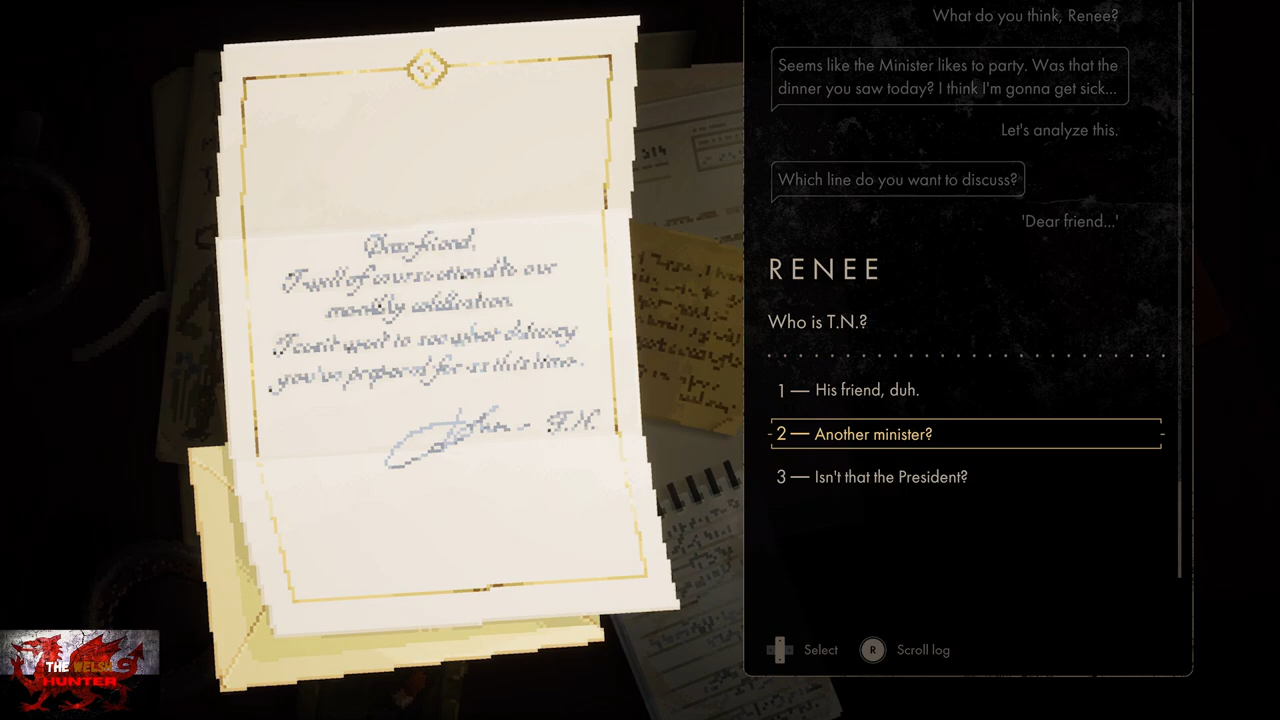 Dear friend,
I will of course attend to our
monthly celebration.
I can't wait to see what delicacy
you've prepared for us this time.
John - T.N.
What do you think, Renee?
Seems like the Minister likes to party. Was that the
dinner you saw today? I think I'm gonna get sick...
Let's analyze this.
Which line do you want to discuss?
'Dear friend...'
RENEE
Who is T.N.?
1 — His friend, duh.
2 — Another minister?
3 — Isn't that the President?
Select
R
Scroll log
THE WELSH
HUNTER